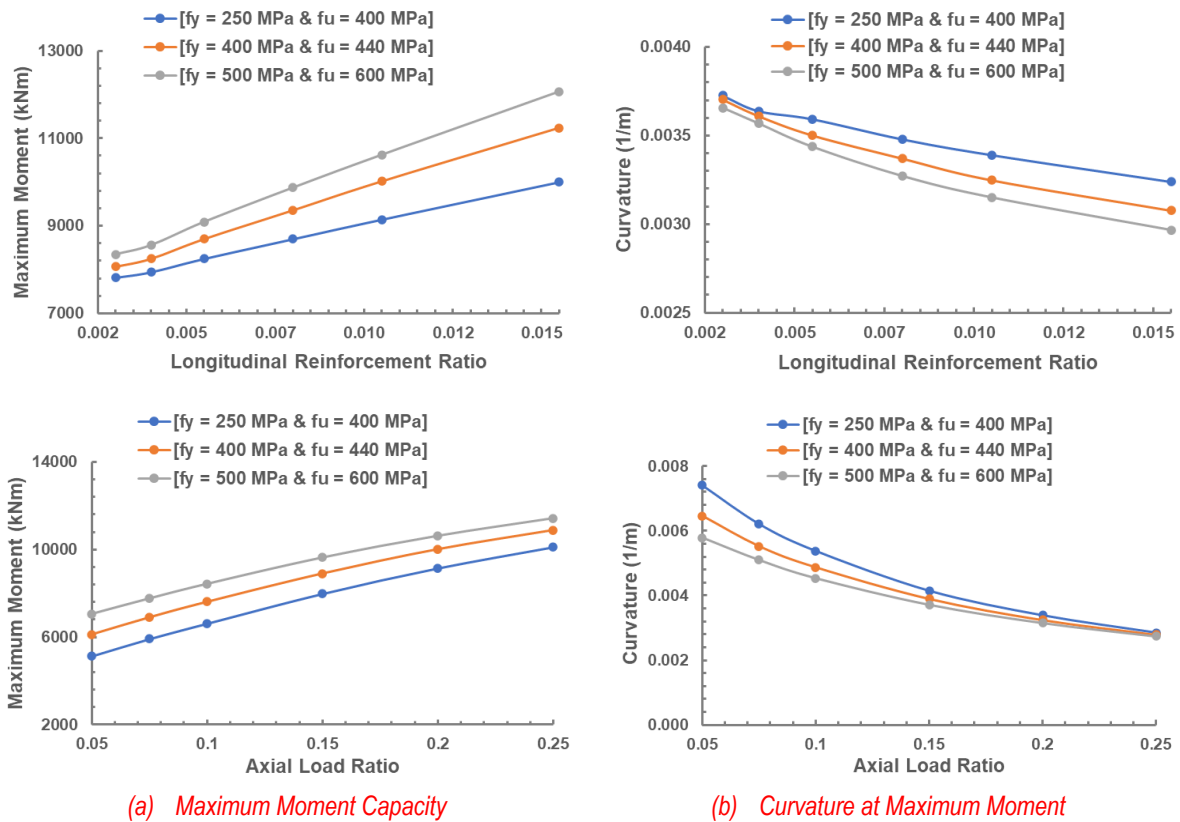 [fy = 250 MPa & fu = 400 MPa]
[fy = 400 MPa & fu = 440 MPa]
[fy = 500 MPa & fu = 600 MPa]
13000
11000
9000
7000
Maximum Moment (kNm)
0.002 0.005 0.007 0.010 0.012 0.015
Longitudinal Reinforcement Ratio
[fy = 250 MPa & fu = 400 MPa]
[fy = 400 MPa & fu = 440 MPa]
[fy = 500 MPa & fu = 600 MPa]
0.0040
0.0035
0.0030
0.0025
Curvature (1/m)
0.002 0.005 0.007 0.010 0.012 0.015
Longitudinal Reinforcement Ratio
[fy = 250 MPa & fu = 400 MPa]
[fy = 400 MPa & fu = 440 MPa]
[fy = 500 MPa & fu = 600 MPa]
14000
10000
6000
2000
Maximum Moment (kNm)
0.05 0.1 0.15 0.2 0.25
Axial Load Ratio
[fy = 250 MPa & fu = 400 MPa]
[fy = 400 MPa & fu = 440 MPa]
[fy = 500 MPa & fu = 600 MPa]
0.008
0.006
0.004
0.002
0.000
Curvature (1/m)
0.05 0.1 0.15 0.2 0.25
Axial Load Ratio
(a) Maximum Moment Capacity
(b) Curvature at Maximum Moment